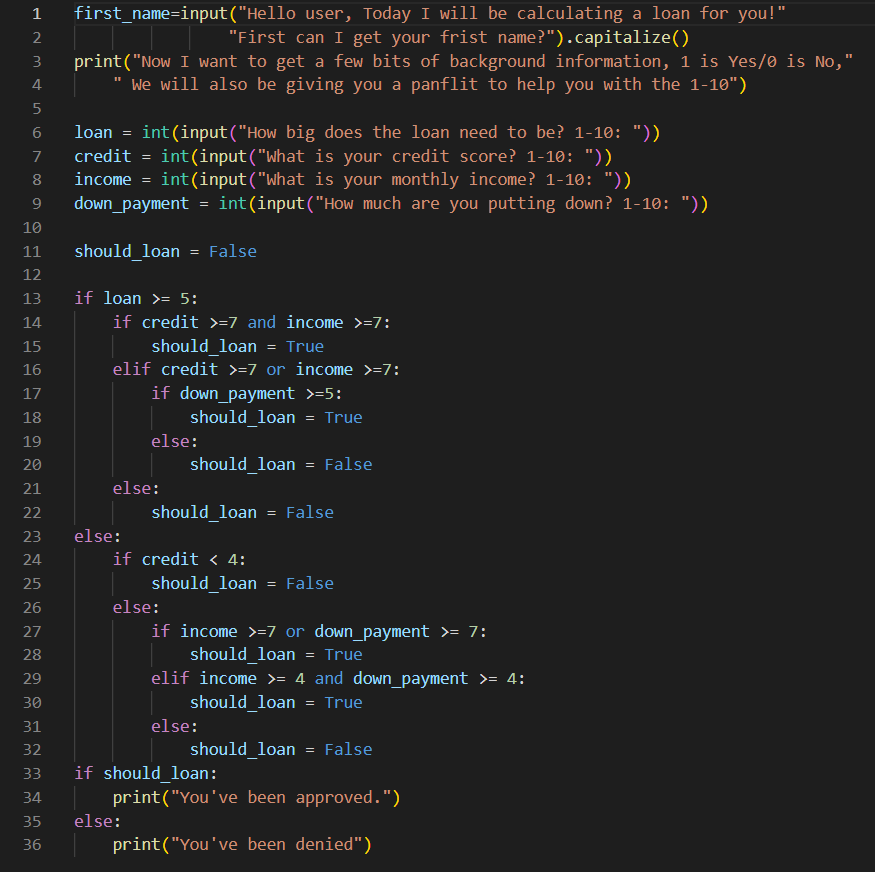 1 first_name=input("Hello user, Today I will be calculating a loan for you!"
2 "First can I get your frist name?").capitalize()
3 print("Now I want to get a few bits of background information, 1 is Yes/0 is No,"
4 " We will also be giving you a panflit to help you with the 1-10")
5
6 loan = int(input("How big does the loan need to be? 1-10: "))
7 credit = int(input("What is your credit score? 1-10: "))
8 income = int(input("What is your monthly income? 1-10: "))
9 down_payment = int(input("How much are you putting down? 1-10: "))
10
11 should_loan = False
12
13 if loan >= 5:
14     if credit >=7 and income >=7:
15         should_loan = True
16     elif credit >=7 or income >=7:
17         if down_payment >=5:
18             should_loan = True
19         else:
20             should_loan = False
21     else:
22         should_loan = False
23 else:
24     if credit < 4:
25         should_loan = False
26     else:
27         if income >=7 or down_payment >= 7:
28             should_loan = True
29         elif income >= 4 and down_payment >= 4:
30             should_loan = True
31         else:
32             should_loan = False
33 if should_loan:
34     print("You've been approved.")
35 else:
36     print("You've been denied")